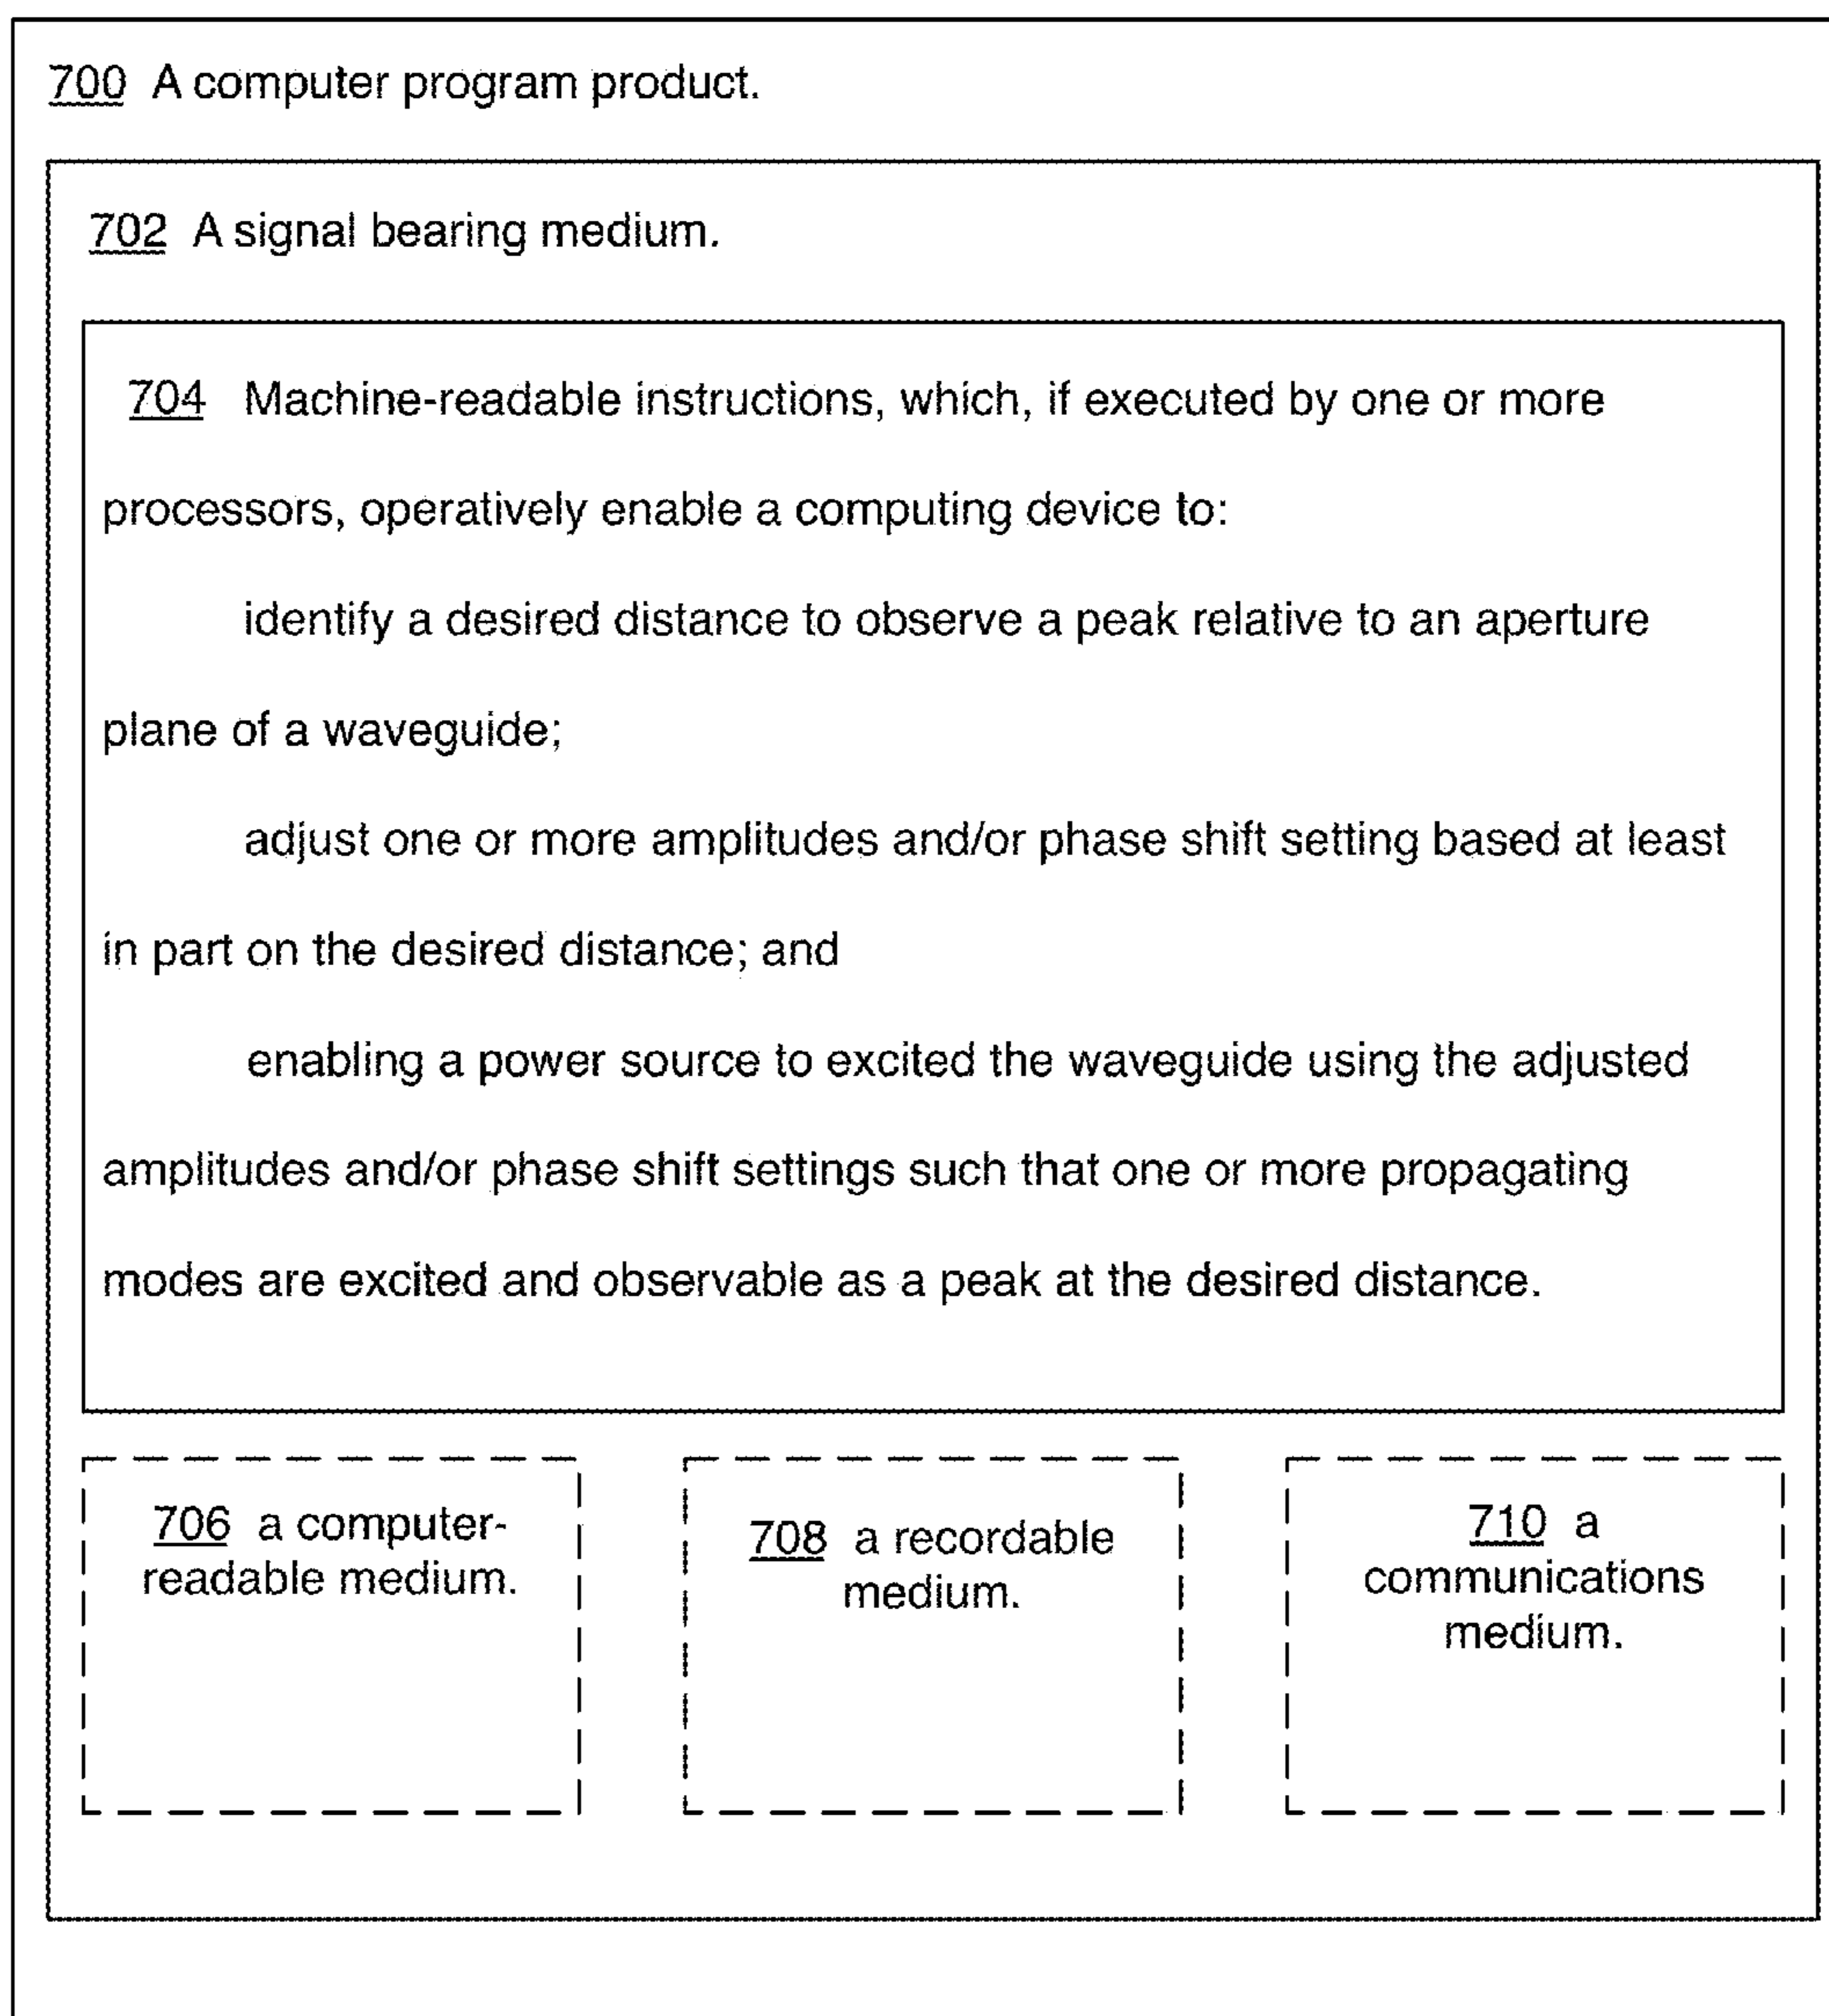 700 A computer program product.
702 A signal bearing medium.
704 Machine-readable instructions, which, if executed by one or more
processors, operatively enable a computing device to:
identify a desired distance to observe a peak relative to an aperture
plane of a waveguide;
adjust one or more amplitudes and/or phase shift setting based at least
in part on the desired distance; and
enabling a power source to excited the waveguide using the adjusted
amplitudes and/or phase shift settings such that one or more propagating
modes are excited and observable as a peak at the desired distance.
706 a computer-
readable medium.
708 a recordable
medium.
710 a
communications
medium.